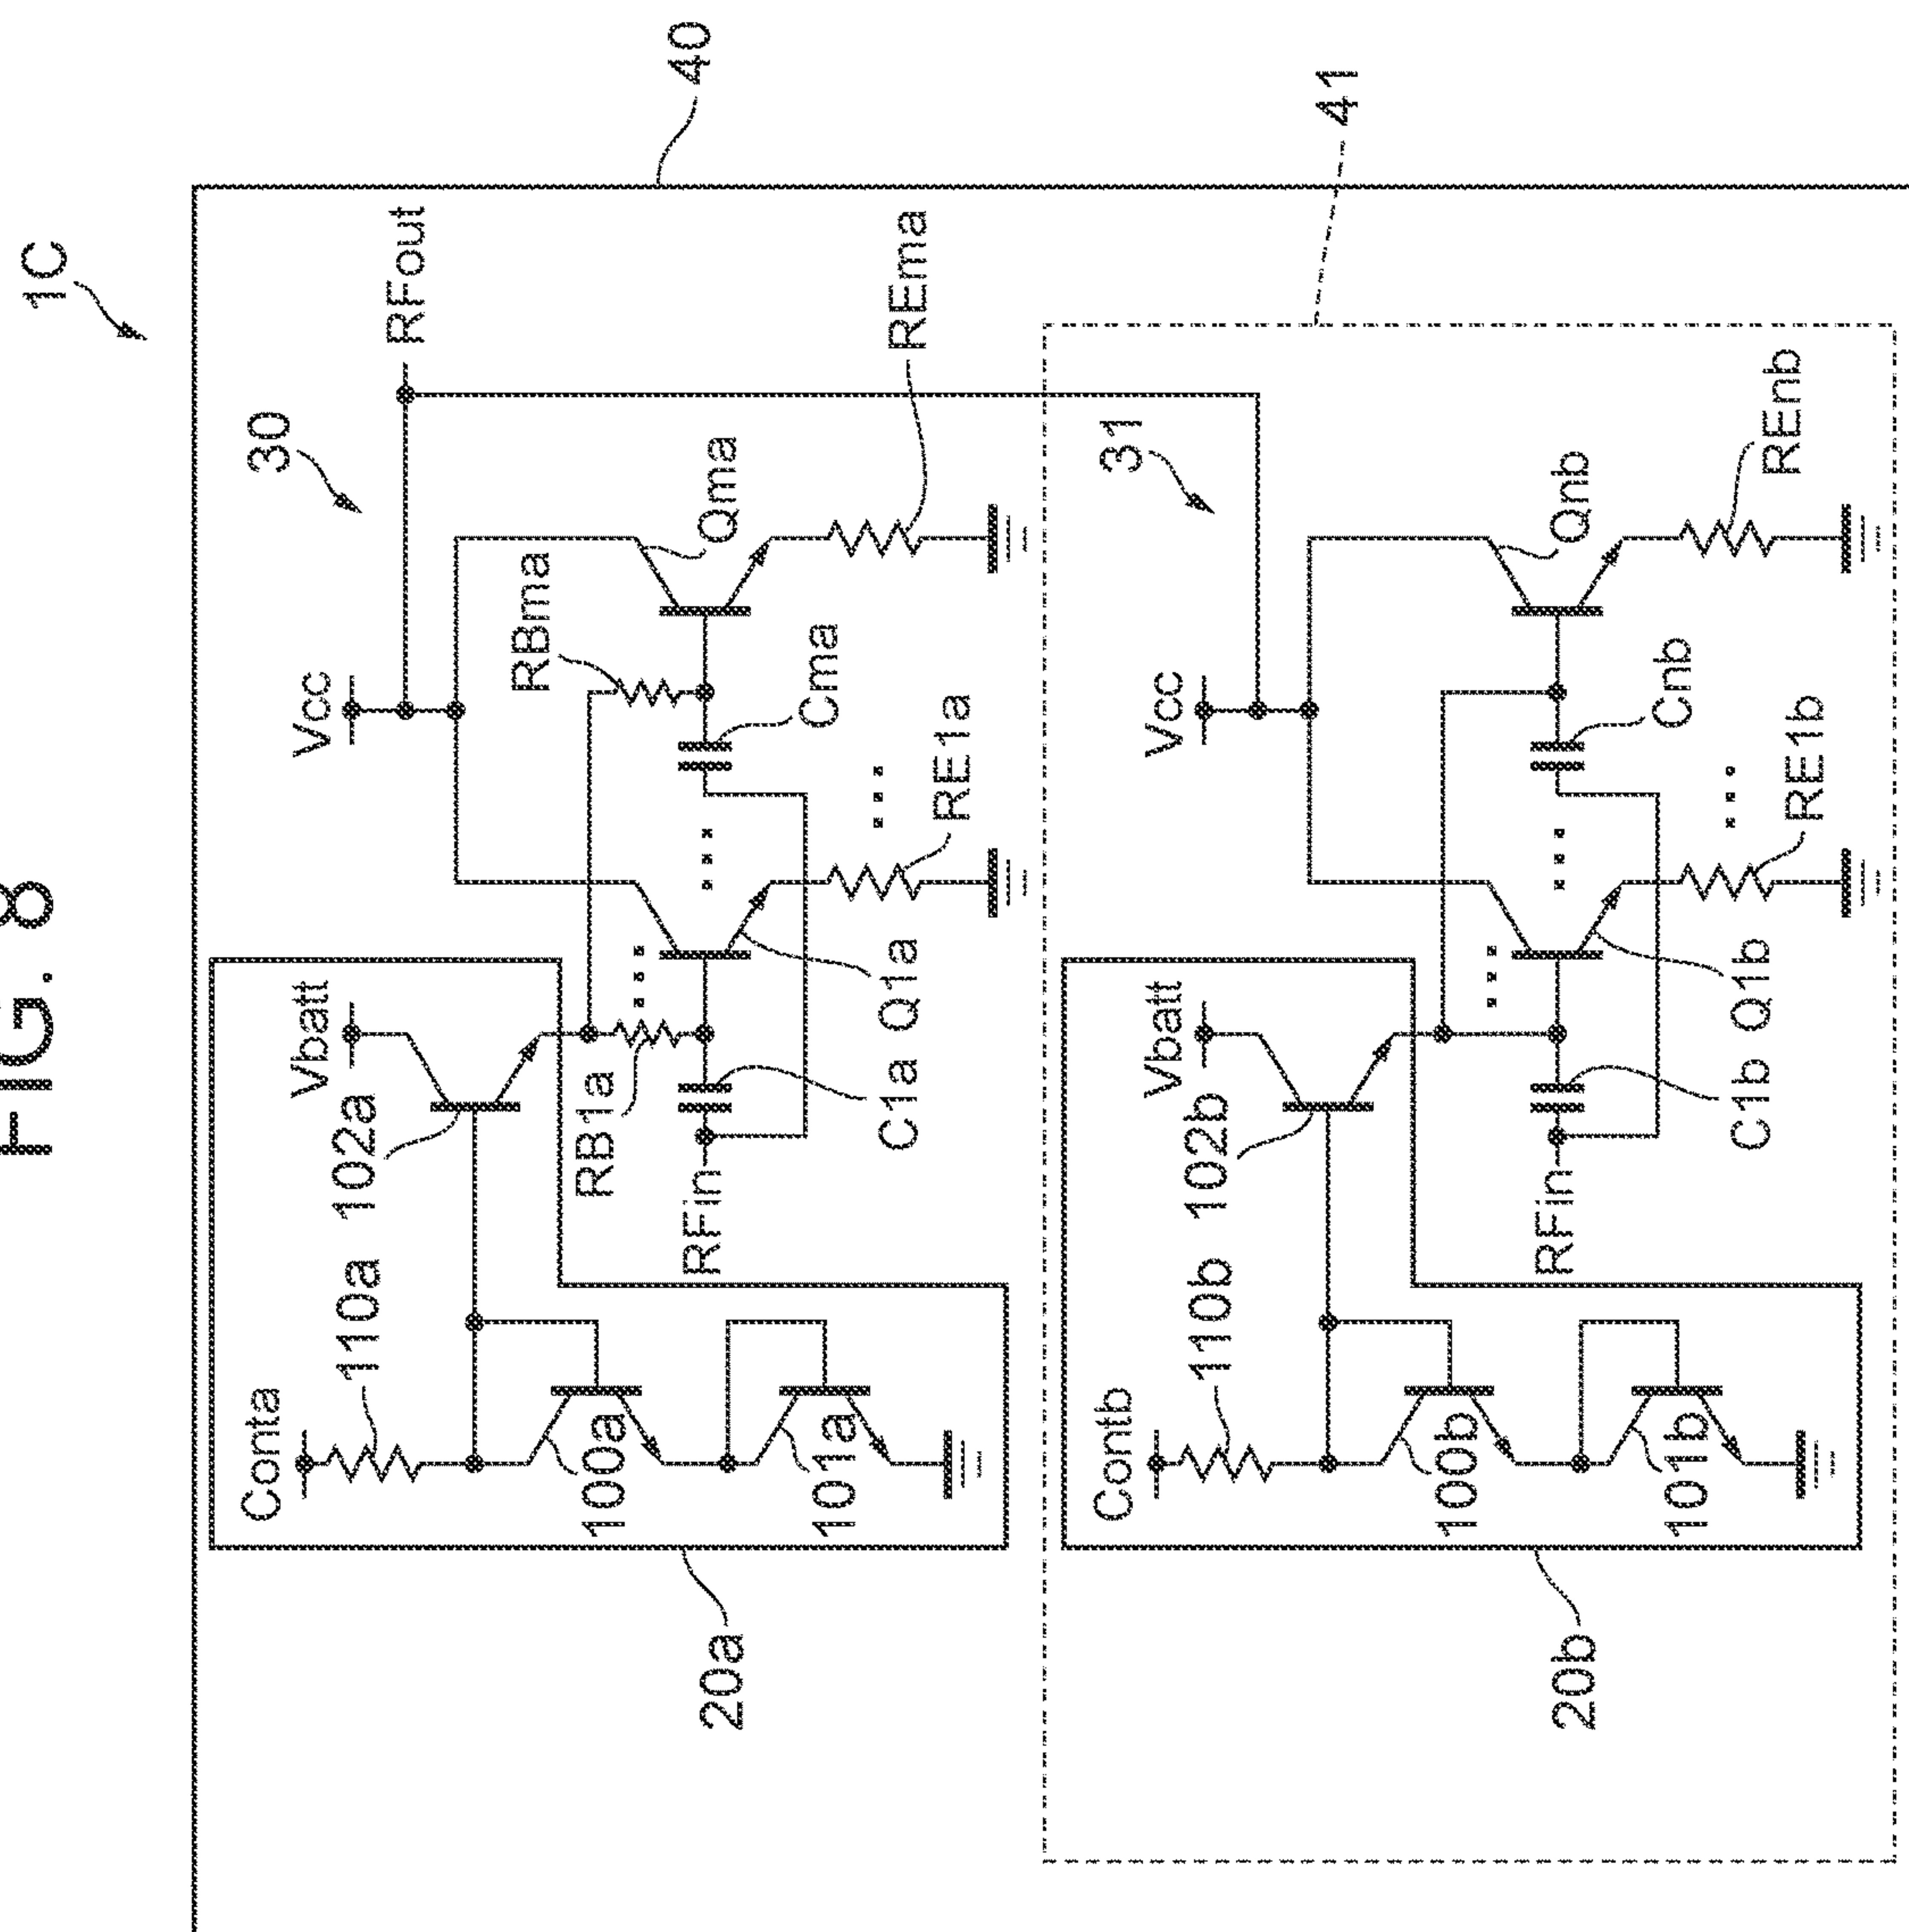 FIG. 8
1C
40
Conta
110a
Vbatt
102a
Vcc
30
RFout
100a
101a
RB1a
RBma
RFin
C1a
Q1a
Cma
Qma
RE1a
REma
20a
41
Contb
110b
Vbatt
102b
Vcc
31
100b
101b
RFin
C1b
Q1b
Cnb
Qnb
RE1b
REnb
20b